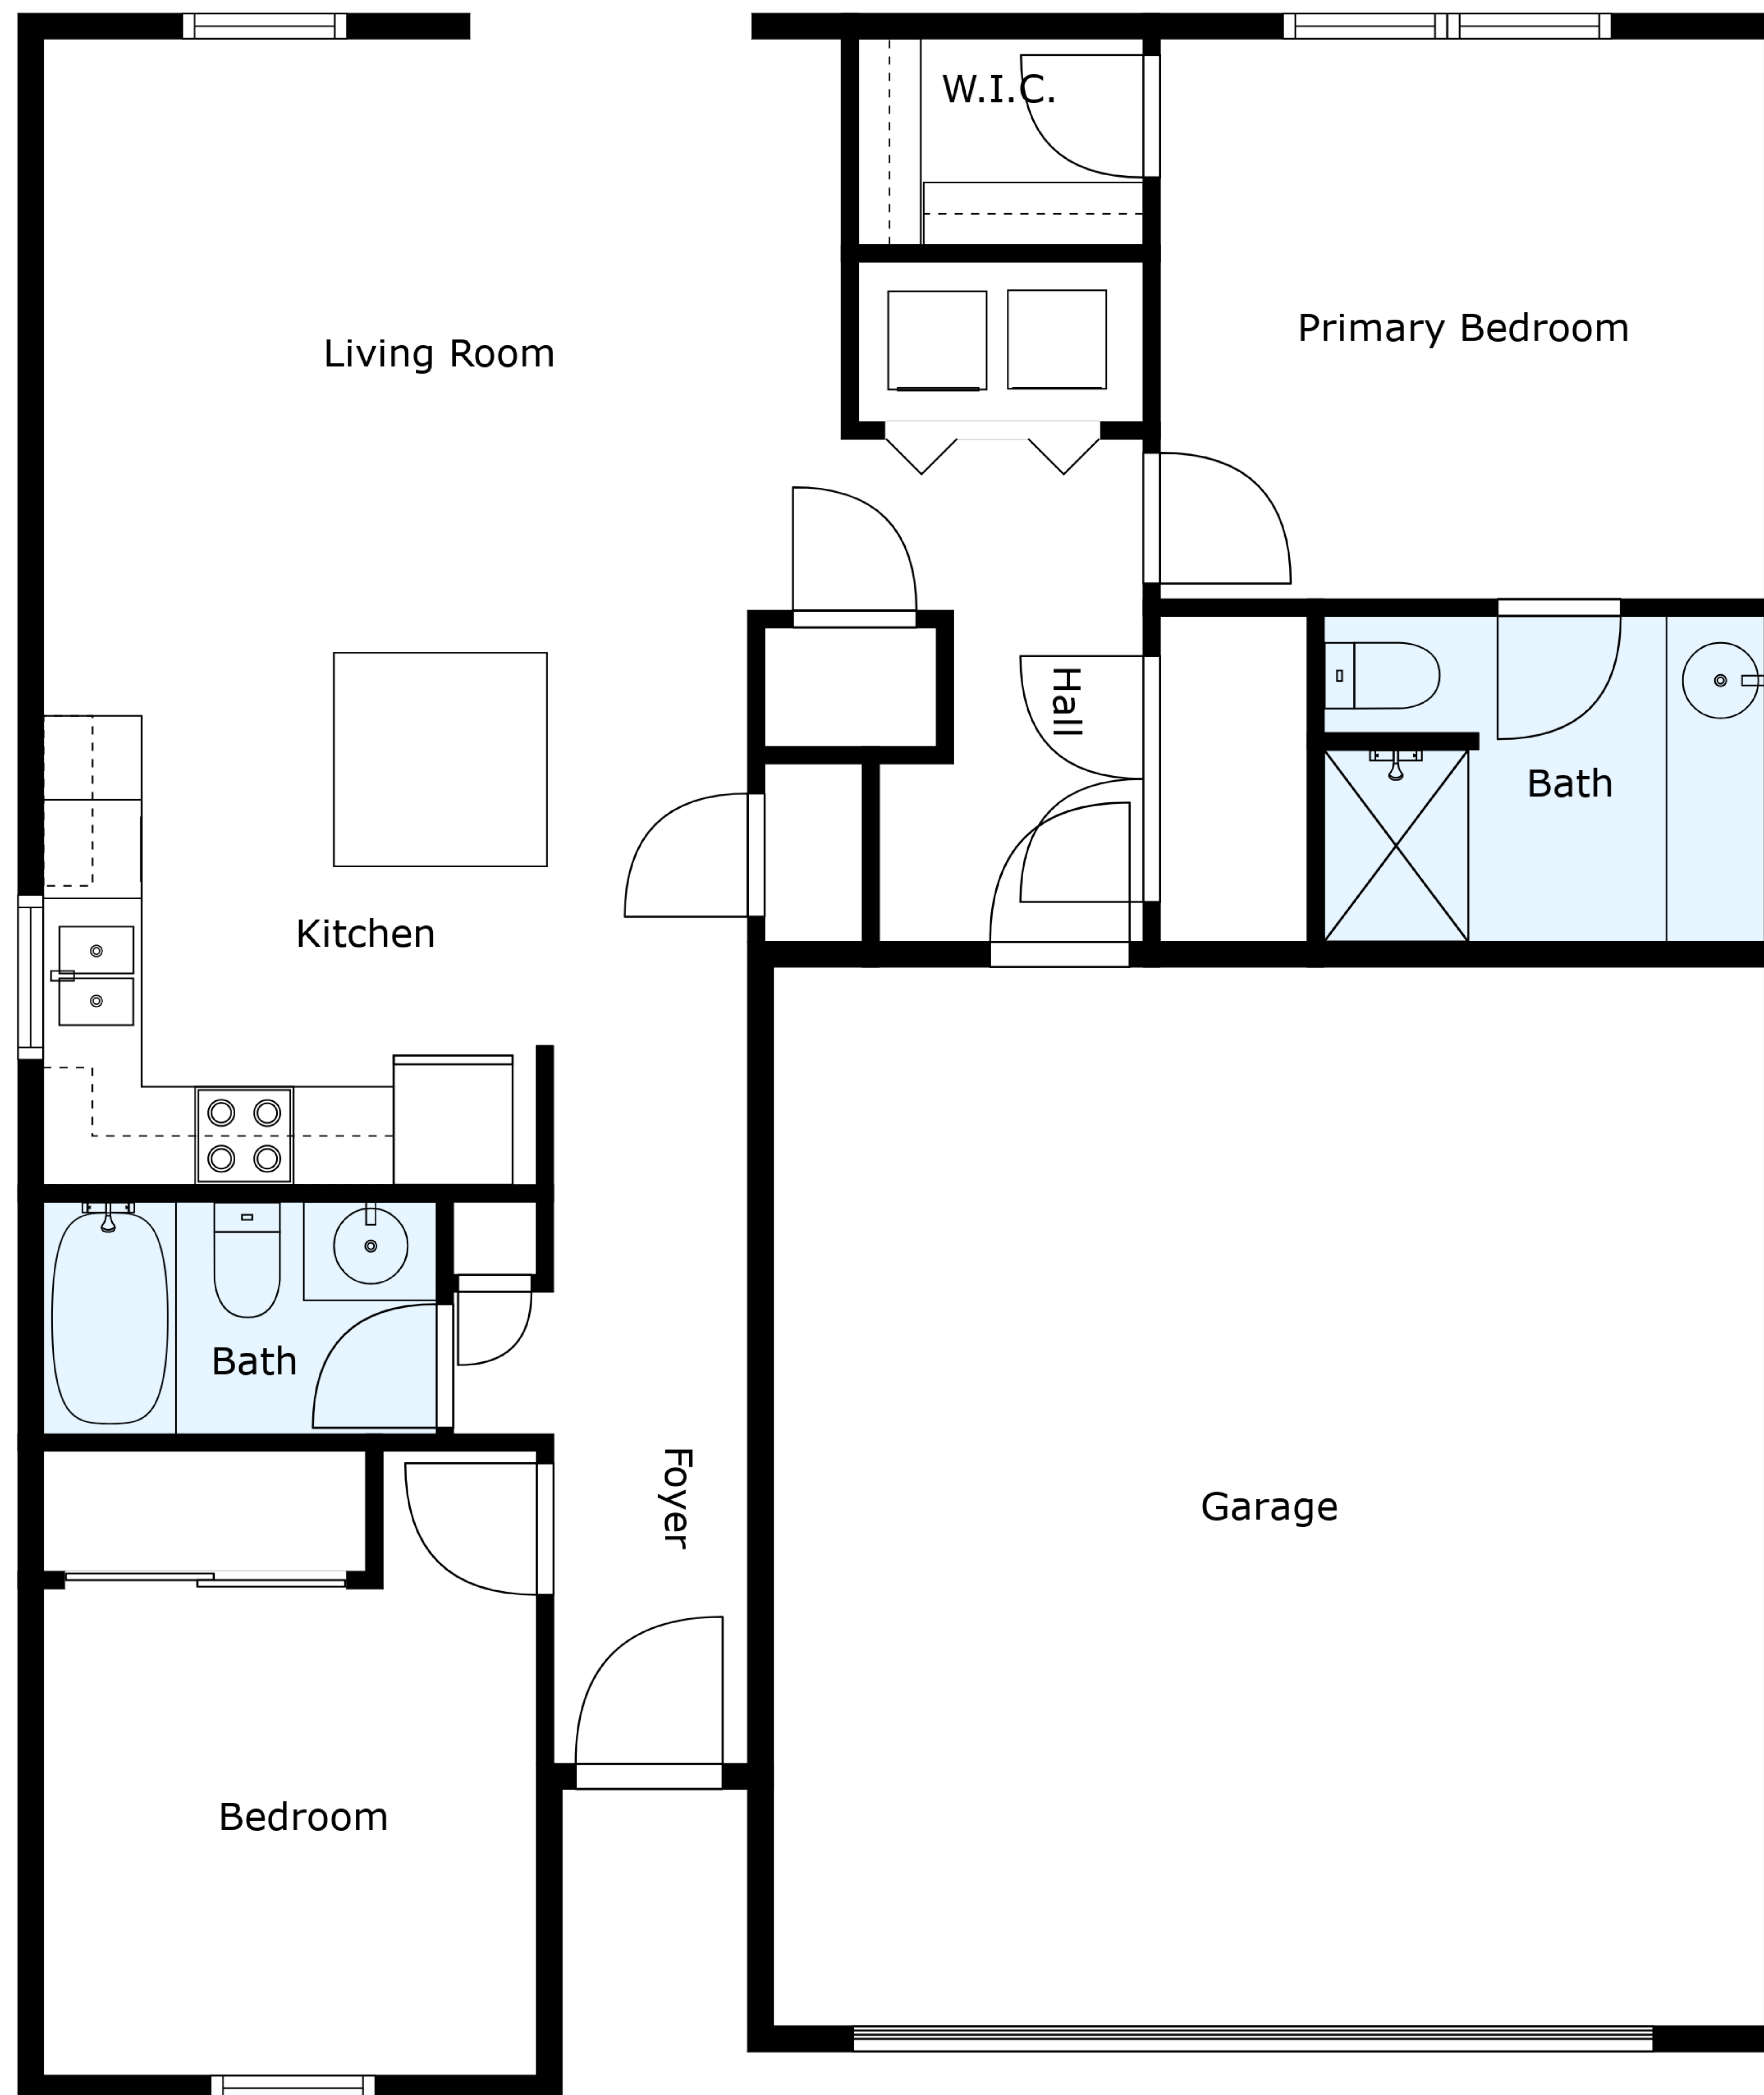 W.I.C.
Primary Bedroom
Living Room
Hall
Bath
Kitchen
Bath
Foyer
Garage
Bedroom